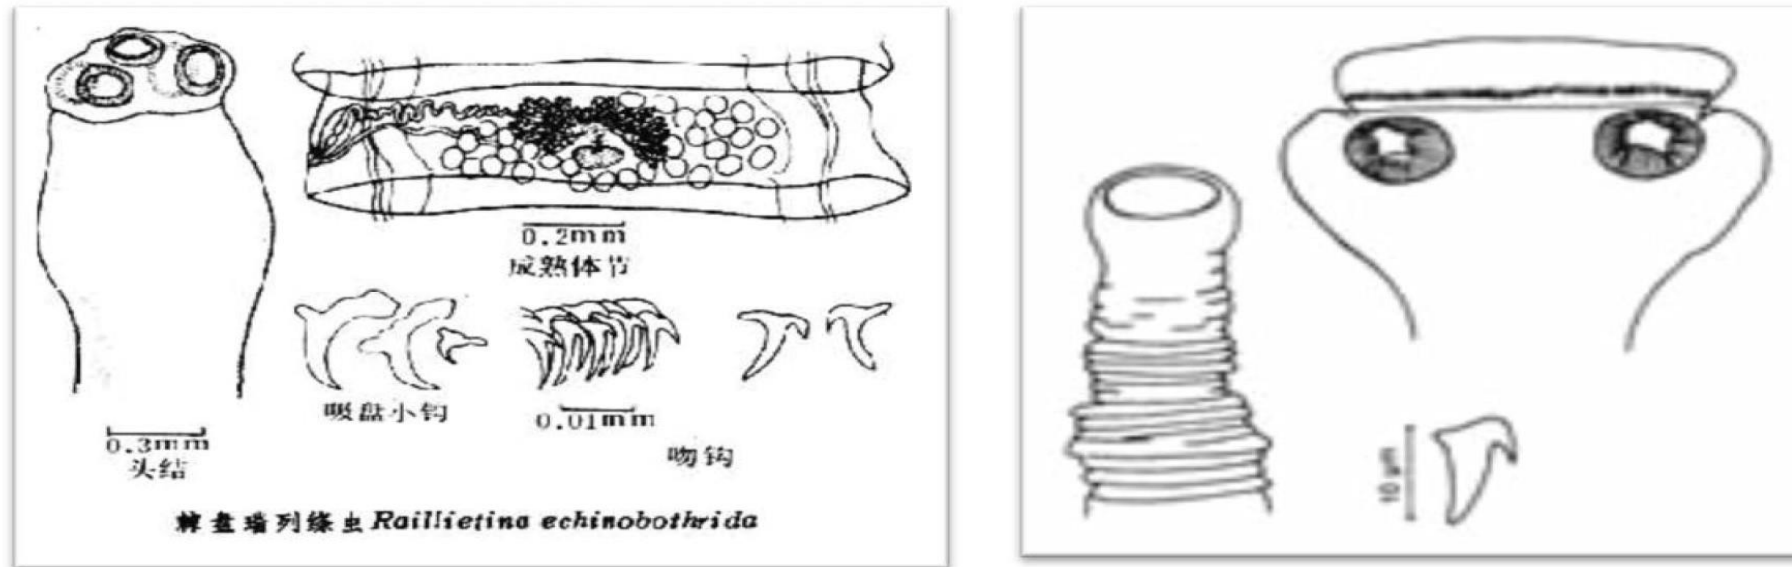 0.2mm
成熟体节
吸盘小钩
0.01mm
吻钩
0.3mm
头结
棘盘瑞列绦虫 Raillietina echinobothrida
10 μm